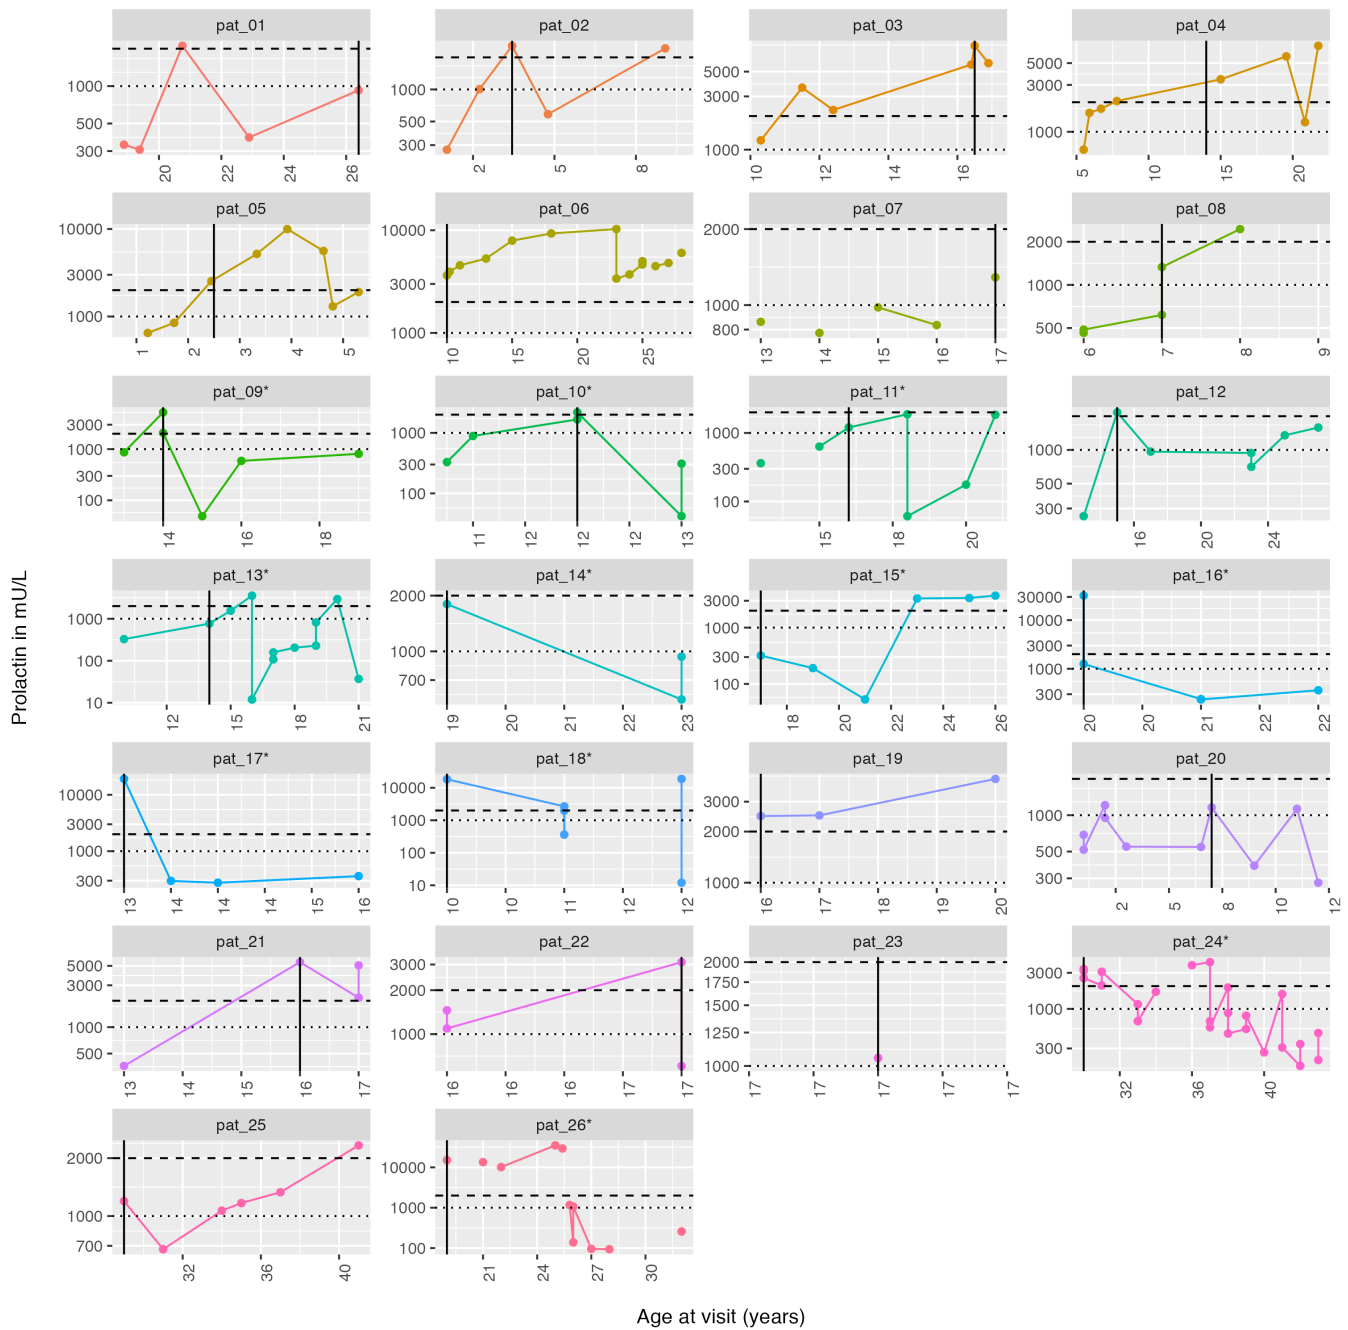 pat_01 pat_02 pat_03 pat_04
1000 500 300
20 22 24 26
1000 500 300
2 5 8
5000 3000 1000
10 12 14 16
5000 3000 1000
5 10 15 20
pat_05 pat_06 pat_07 pat_08
10000 3000 1000
1 2 3 4 5
10000 3000 1000
10 15 20 25
2000 1000 800
13 14 15 16 17
2000 1000 500
6 7 8 9
pat_09* pat_10* pat_11* pat_12
3000 1000 300 100
14 16 18
1000 300 100
11 12 12 12 13
1000 300 100
15 18 20
1000 500 300
16 20 24
pat_13* pat_14* pat_15* pat_16*
1000 100 10
12 15 18 21
2000 1000 700
19 20 21 22 23
3000 1000 300 100
18 20 22 24 26
30000 10000 3000 1000 300
20 20 21 22 22
pat_17* pat_18* pat_19 pat_20
10000 3000 1000 300
13 14 14 14 15 16
10000 1000 100 10
10 10 11 12 12
3000 2000 1000
16 17 18 19 20
1000 500 300
2 5 8 10 12
pat_21 pat_22 pat_23 pat_24*
5000 3000 1000 500
13 14 15 16 17
3000 2000 1000
16 16 16 17 17
2000 1750 1500 1250 1000
17 17 17 17 17
3000 1000 300
32 36 40
pat_25 pat_26*
2000 1000 700
32 36 40
10000 1000 100
21 24 27 30
Prolactin in mU/L
Age at visit (years)